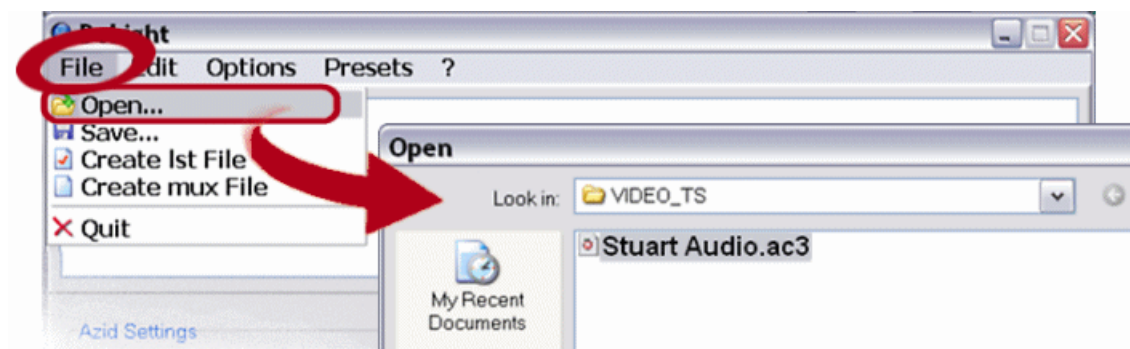 File Edit Options Presets ?
Open...
Save...
Create lst File
Create mux File
Quit
Azid Settings
Open
Look in: VIDEO_TS
Stuart Audio.ac3
My Recent
Documents